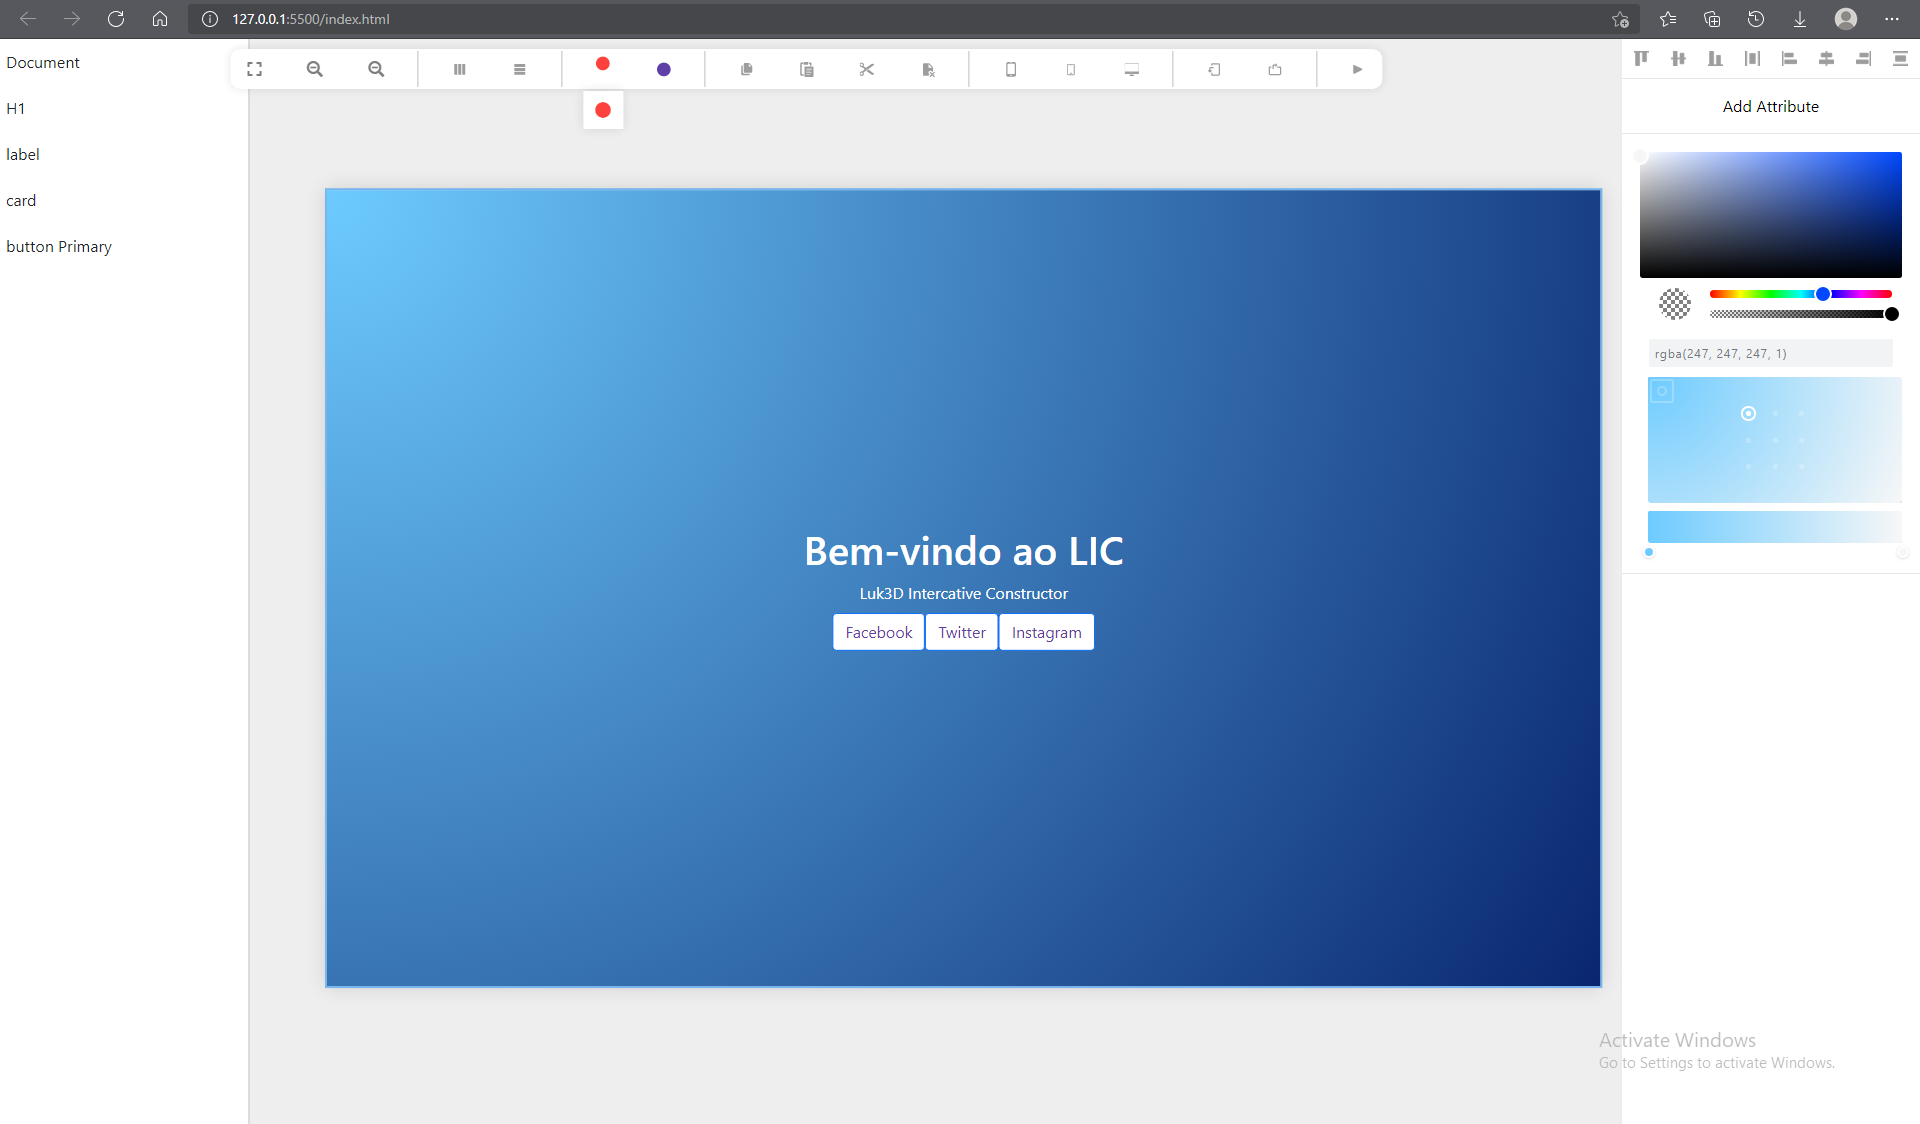 127.0.0.1:5500/index.html
Document
H1
label
card
button Primary
Add Attribute
rgba(247, 247, 247, 1)
Bem-vindo ao LIC
Luk3D Intercative Constructor
Facebook
Twitter
Instagram
Activate Windows
Go to Settings to activate Windows.